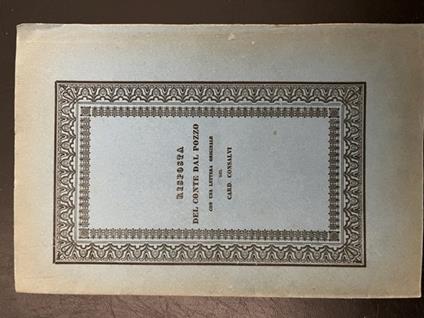 RISPOSTA
DEL CONTE DAL POZZO
CON UNA LETTERA ORIGINALE
DEL
CARD. CONSALVI